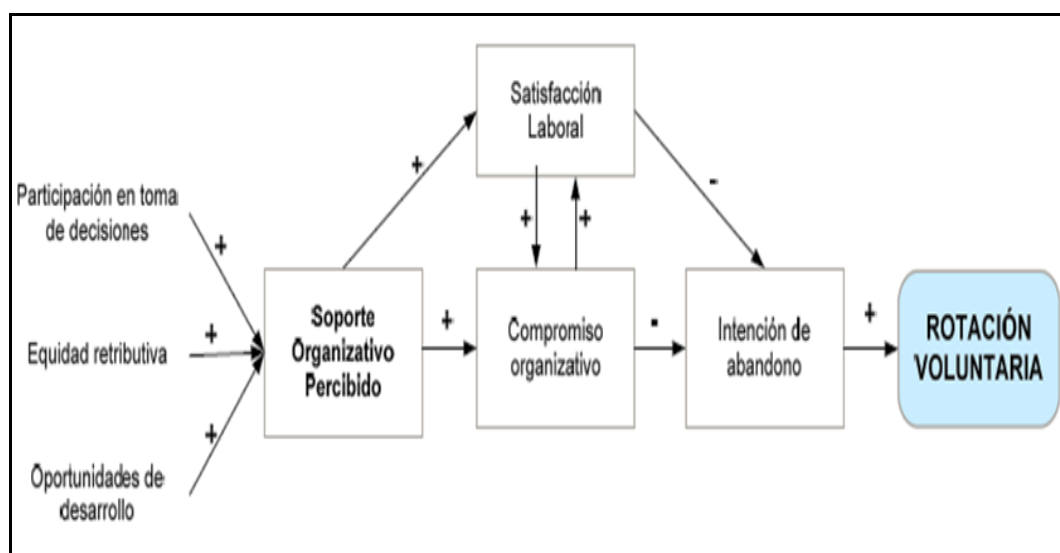 Satisfacción
Laboral
+
-
Participación en toma
de decisiones
+
+
+
Soporte
Organizativo
Percibido
+
Compromiso
organizativo
-
Intención de
abandono
+
ROTACIÓN
VOLUNTARIA
Equidad retributiva
+
Oportunidades de
desarrollo
+